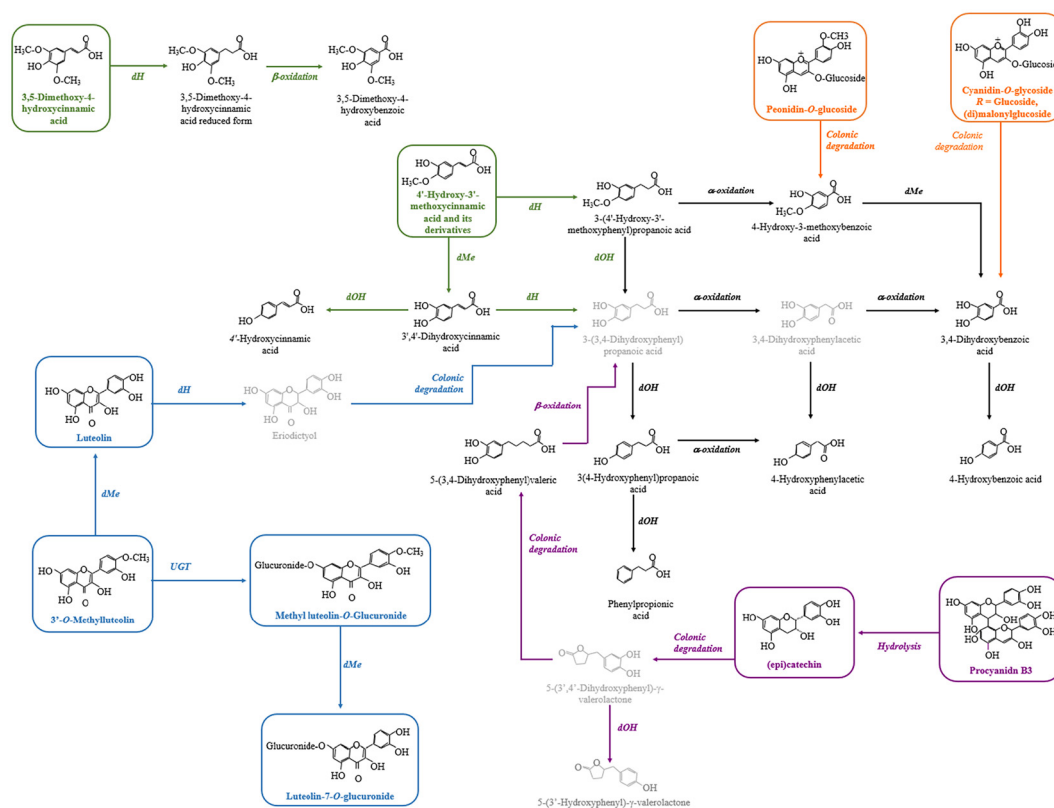 3,5-Dimethoxy-4-
hydroxycinnamic
acid
dH
3,5-Dimethoxy-4-
hydroxycinnamic
acid reduced form
β-oxidation
3,5-Dimethoxy-4-
hydroxybenzoic
acid
Peonidin-O-glucoside
Cyanidin-O-glycoside
R = Glucoside,
(di)malonylglucoside
Colonic
degradation
Colonic
degradation
4'-Hydroxy-3'-
methoxycinnamic
acid and its
derivatives
dH
3-(4'-Hydroxy-3'-
methoxyphenyl)propanoic acid
α-oxidation
4-Hydroxy-3-methoxybenzoic
acid
dMe
dMe
dOH
4'-Hydroxycinnamic
acid
dOH
3',4'-Dihydroxycinnamic
acid
dH
3-(3,4-Dihydroxyphenyl)
propanoic acid
α-oxidation
3,4-Dihydroxyphenylacetic
acid
α-oxidation
3,4-Dihydroxybenzoic
acid
Luteolin
dH
Eriodictyol
Colonic
degradation
β-oxidation
dOH
dOH
dOH
5-(3,4-Dihydroxyphenyl)valeric
acid
3(4-Hydroxyphenyl)propanoic
acid
α-oxidation
4-Hydroxyphenylacetic
acid
4-Hydroxybenzoic acid
dMe
3'-O-Methylluteolin
UGT
Methyl luteolin-O-Glucuronide
Colonic
degradation
dOH
Phenylpropionic
acid
dMe
5-(3',4'-Dihydroxyphenyl)-γ-
valerolactone
Colonic
degradation
(epi)catechin
Hydrolysis
Procyanidn B3
dOH
Luteolin-7-O-glucuronide
5-(3'-Hydroxyphenyl)-γ-valerolactone